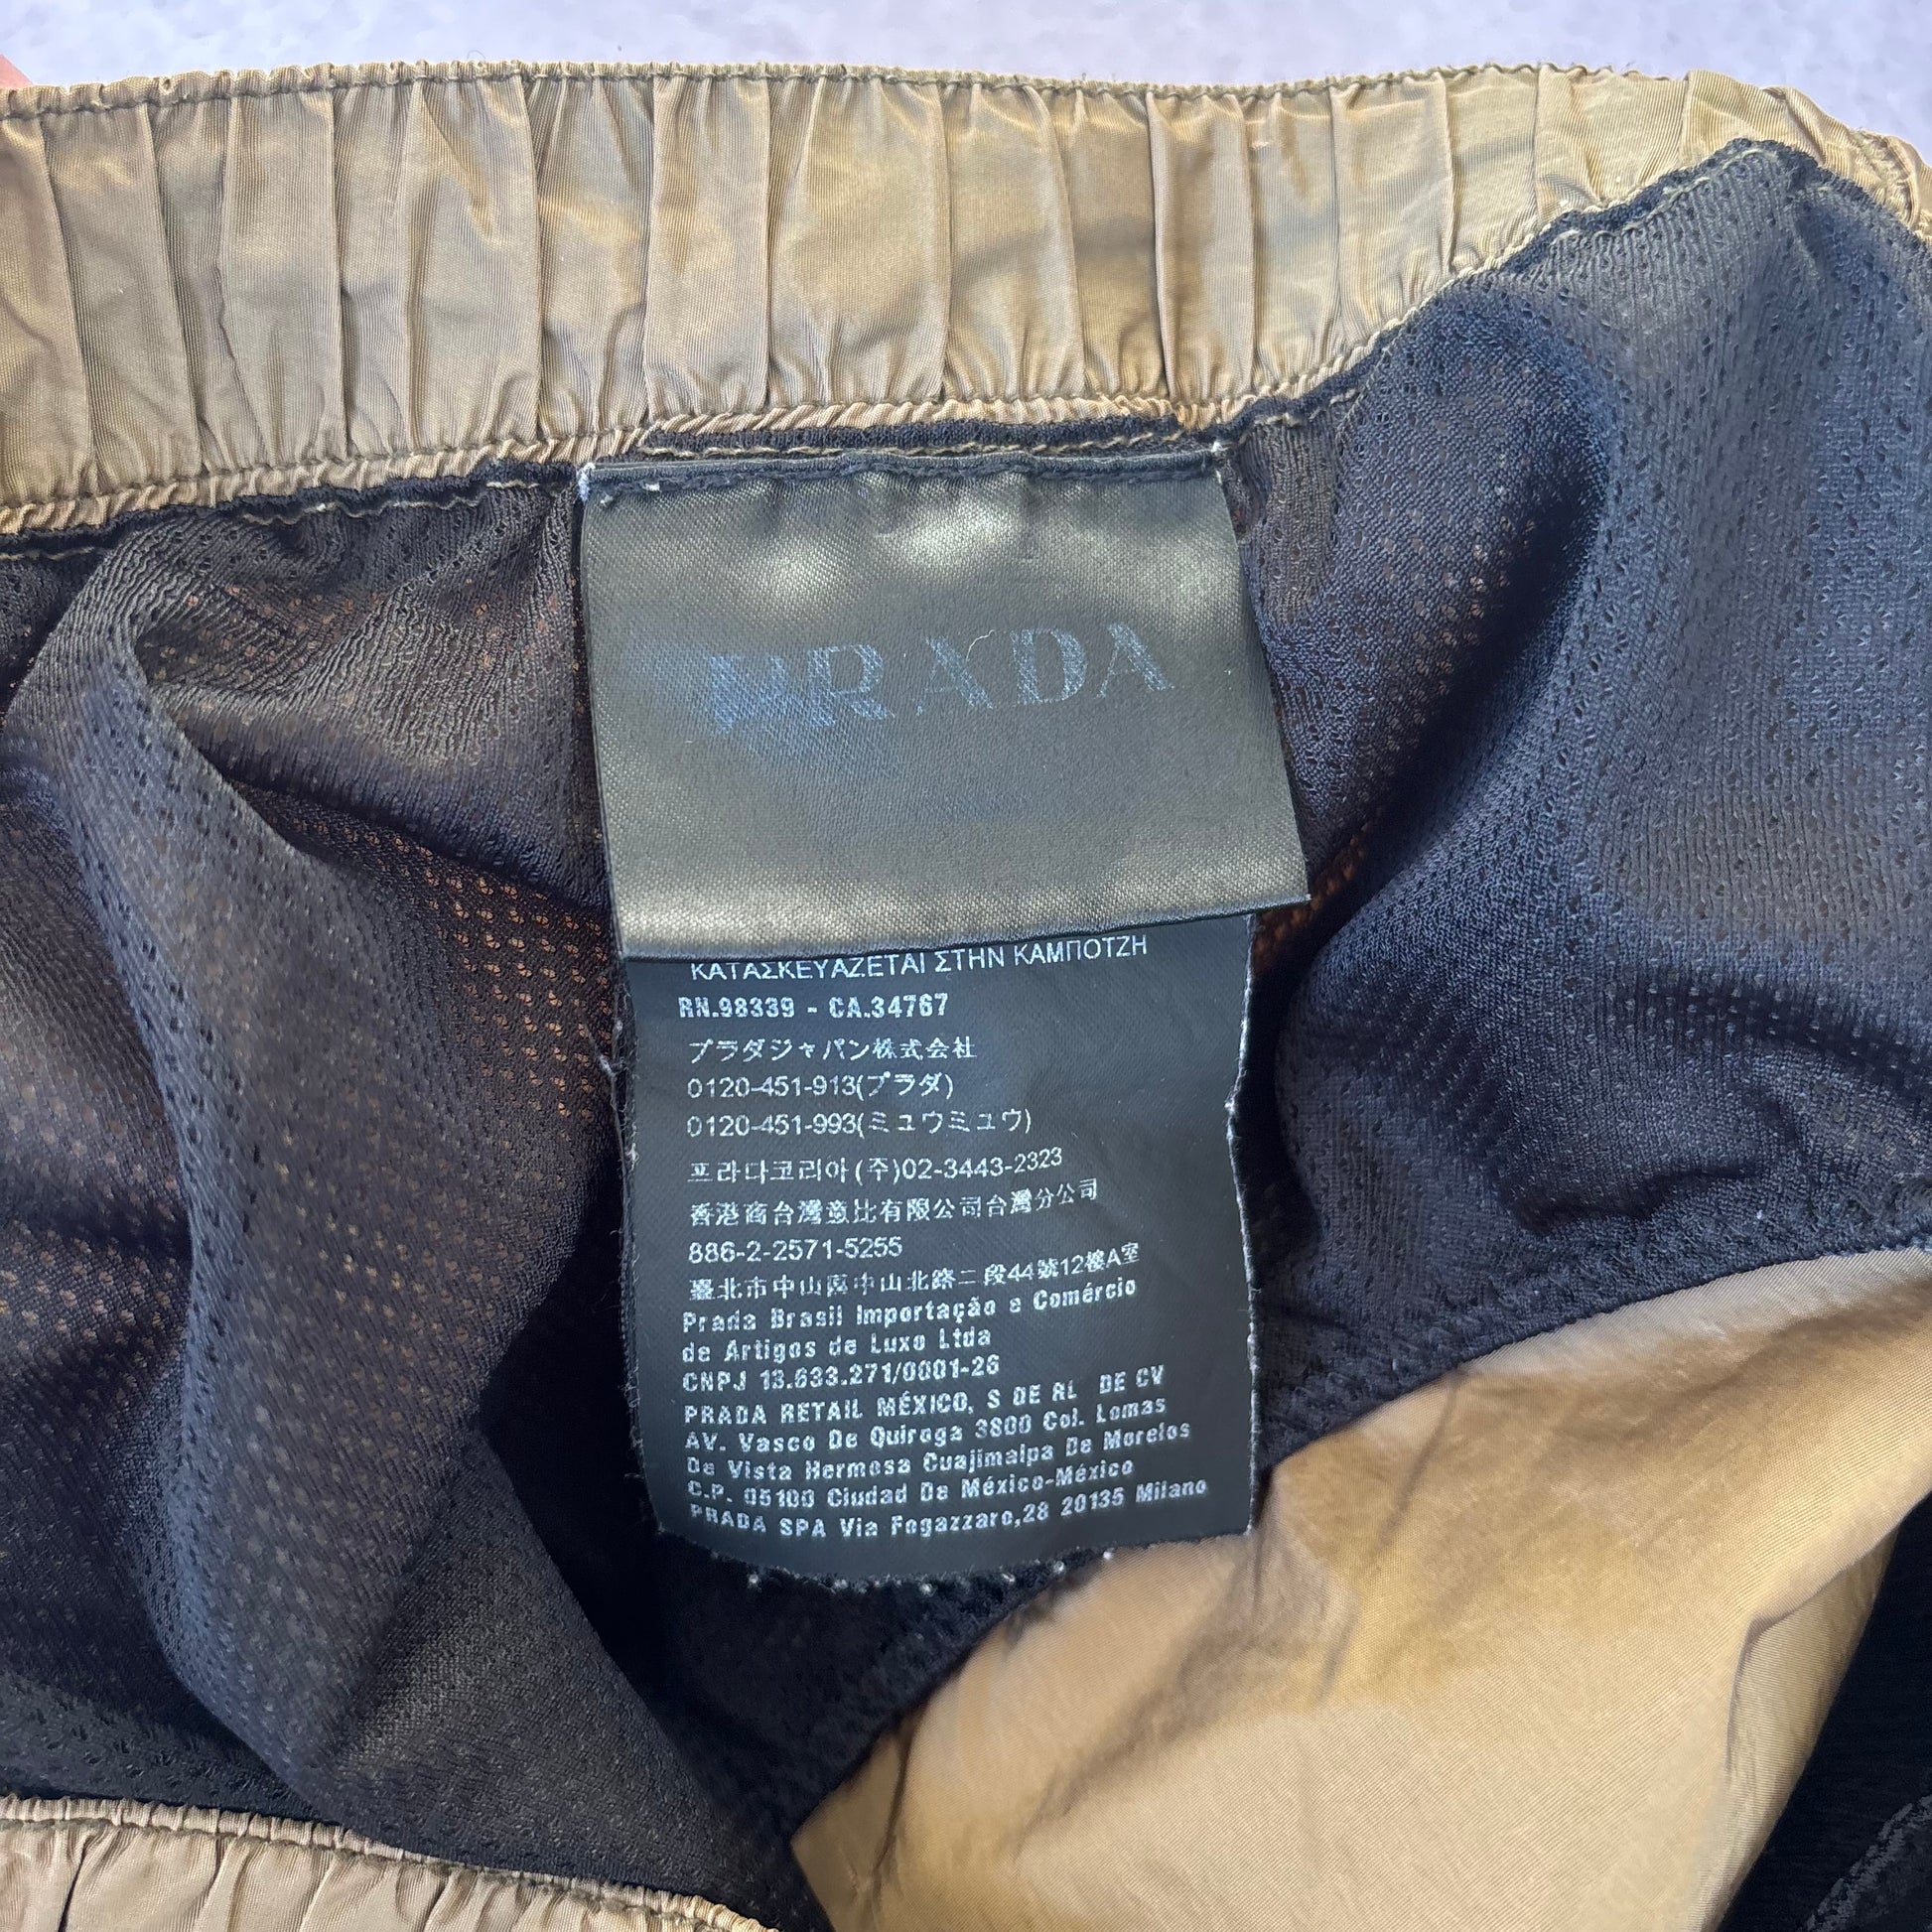 PRADA
ΚΑΤΑΣΚΕΥΑΖΕΤΑΙ ΣΤΗΝ ΚΑΜΠΟΤΖΗ
RN.98339 - CA.34767
プラダジャパン株式会社
0120-451-913(プラダ)
0120-451-993(ミュウミュウ)
프라다코리아(주)02-3443-2323
香港商台灣意比有限公司台灣分公司
886-2-2571-5255
臺北市中山區中山北路二段44號12樓A室
Prada Brasil Importação e Comércio
de Artigos de Luxo Ltda
CNPJ 13.633.271/0001-26
PRADA RETAIL MÉXICO, S DE RL DE CV
AV. Vasco De Quiroga 3800 Col. Lomas
De Vista Hermosa Cuajimalpa De Morelos
C.P. 05100 Ciudad De México-México
PRADA SPA Via Fogazzaro,28 20135 Milano